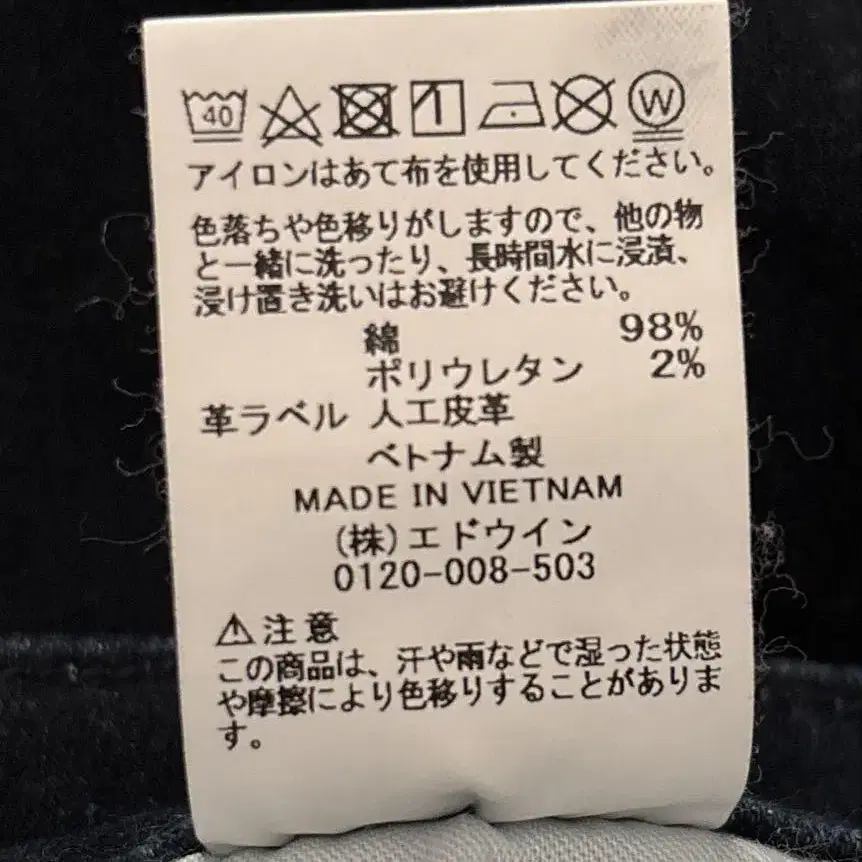 40 W
アイロンはあて布を使用してください。
色落ちや色移りがしますので、他の物
と一緒に洗ったり、長時間水に浸漬、
浸け置き洗いはお避けください。
綿 98%
ポリウレタン 2%
革ラベル 人工皮革
ベトナム製
MADE IN VIETNAM
(株)エドウイン
0120-008-503
⚠注意
この商品は、汗や雨などで湿った状態
や摩擦により色移りすることがありま
す。